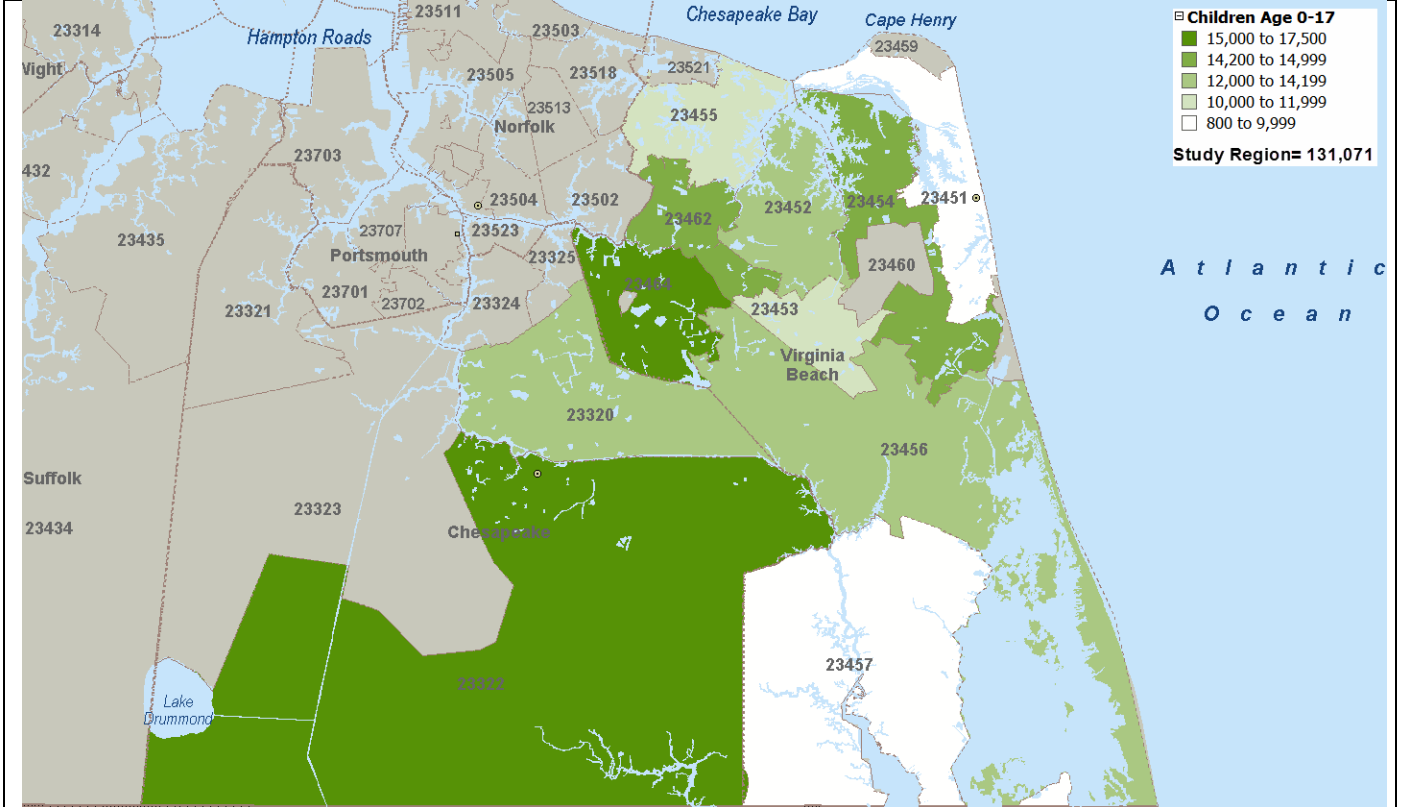 23511
Chesapeake Bay
Cape Henry
Children Age 0-17
15,000 to 17,500
14,200 to 14,999
12,000 to 14,199
10,000 to 11,999
800 to 9,999
Study Region= 131,071
23314
Hampton Roads
23503
23459
Wight
23505
23518
23521
23513
Norfolk
23455
23703
432
23504
23502
23452
23454
23451
23435
23707
Portsmouth
23523
23462
23325
23460
Atlantic
Ocean
23701
23702
23324
23321
23464
23453
Virginia
Beach
23320
23456
Suffolk
23434
23323
Chesapeake
23457
23322
Lake
Drummond